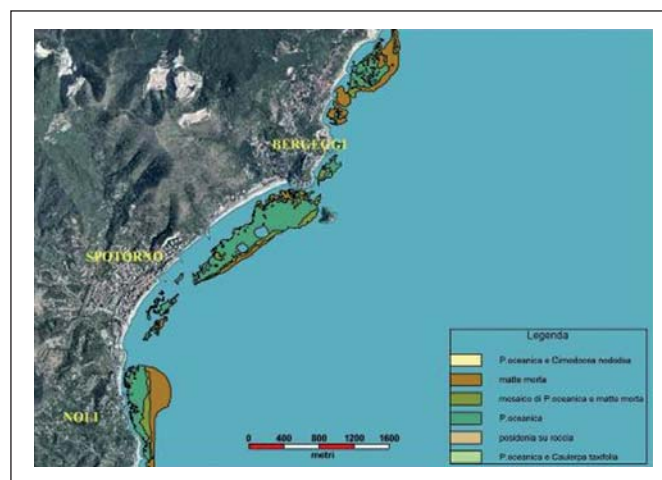 BERGEGGI
SPOTORNO
NOLI
Legenda
P.oceanica e Cimodocea nododsa
matte morta
mosaico di P.oceanica a matte morta
P.oceanica
posidonia su roccia
P.oceanica e Caulerpa taxifolia
0 400 800 1200 1600
metri